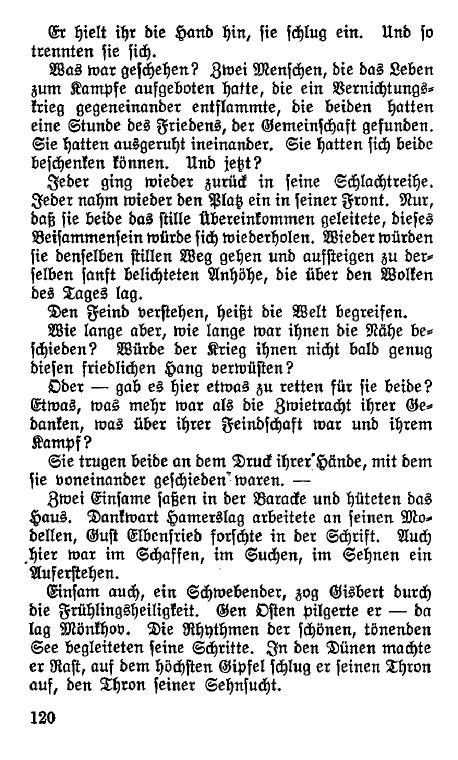 Er hielt ihr die Hand hin, sie schlug ein. Und so
trennten sie sich.
Was war geschehen? Zwei Menschen, die das Leben
zum Kampfe aufgeboten hatte, die ein Vernichtungs-
krieg gegeneinander entflammte, die beiden hatten
eine Stunde des Friedens, der Gemeinschaft gefunden.
Sie hatten ausgeruht ineinander. Sie hatten sich beide
beschenken können. Und jetzt?
Jeder ging wieder zurück in seine Schlachtreihe.
Jeder nahm wieder den Platz ein in seiner Front. Nur,
daß sie beide das stille Übereinkommen geleitete, dieses
Beisammensein würde sich wiederholen. Wieder würden
sie denselben stillen Weg gehen und aufsteigen zu der-
selben sanft belichteten Anhöhe, die über den Wolken
des Tages lag.
Den Feind verstehen, heißt die Welt begreifen.
Wie lange aber, wie lange war ihnen die Nähe be-
schieden? Würde der Krieg ihnen nicht bald genug
diesen friedlichen Hang verwüsten?
Oder — gab es hier etwas zu retten für sie beide?
Etwas, was mehr war als die Zwietracht ihrer Ge-
danken, was über ihrer Feindschaft war und ihrem
Kampf?
Sie trugen beide an dem Druck ihrer Hände, mit dem
sie voneinander geschieden waren. —
Zwei Einsame saßen in der Baracke und hüteten das
Haus. Dankwart Hamerslag arbeitete an seinen Mo-
dellen, Gust Elbenfried forschte in der Schrift. Auch
hier war im Schaffen, im Suchen, im Sehnen ein
Auferstehen.
Einsam auch, ein Schwebender, zog Gisbert durch
die Frühlingsheiligkeit. Gen Osten pilgerte er — da
lag Mönkhov. Die Rhythmen der schönen, tönenden
See begleiteten seine Schritte. In den Dünen machte
er Rast, auf dem höchsten Gipfel schlug er seinen Thron
auf, den Thron seiner Sehnsucht.
120